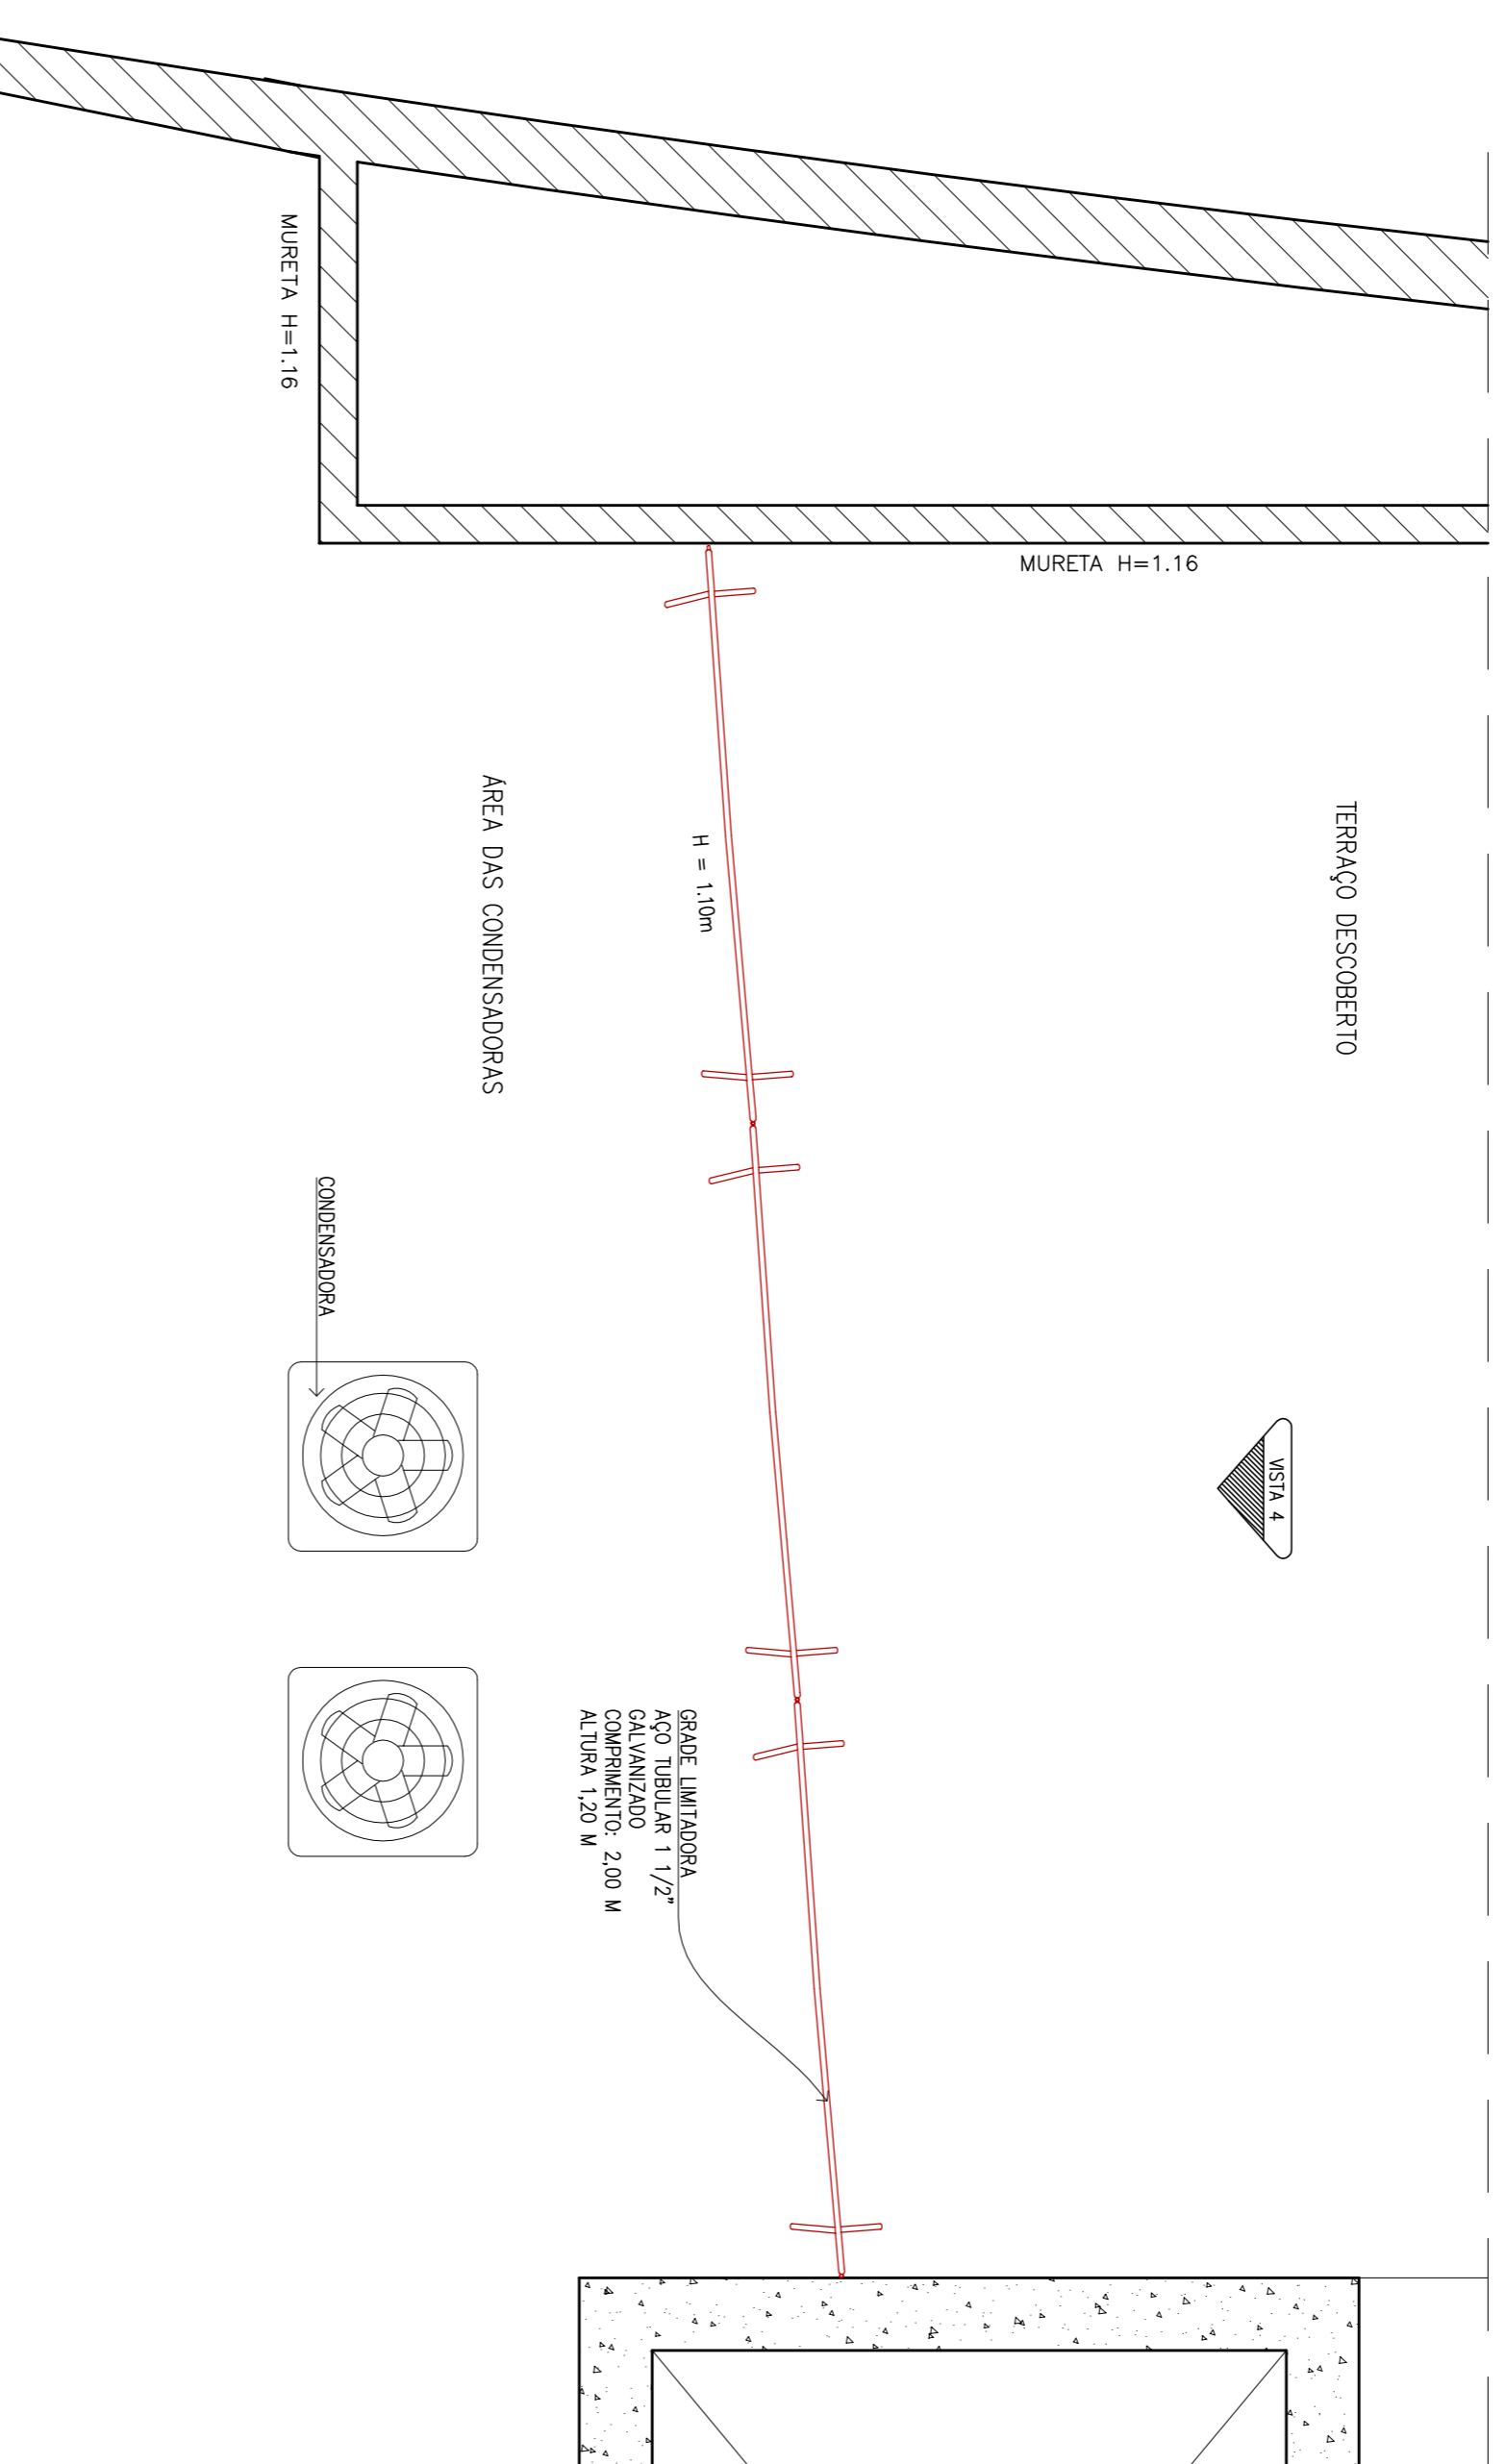 TERRAÇO DESCOBERTO
VISTA 4
MURETA H=1.16
H = 1.10m
GRADE LIMITADORA
AÇO TUBULAR 1 1/2"
GALVANIZADO
COMPRIMENTO: 2,00 M
ALTURA 1,20 M
ÁREA DAS CONDENSADORAS
CONDENSADORA
MURETA H=1.16